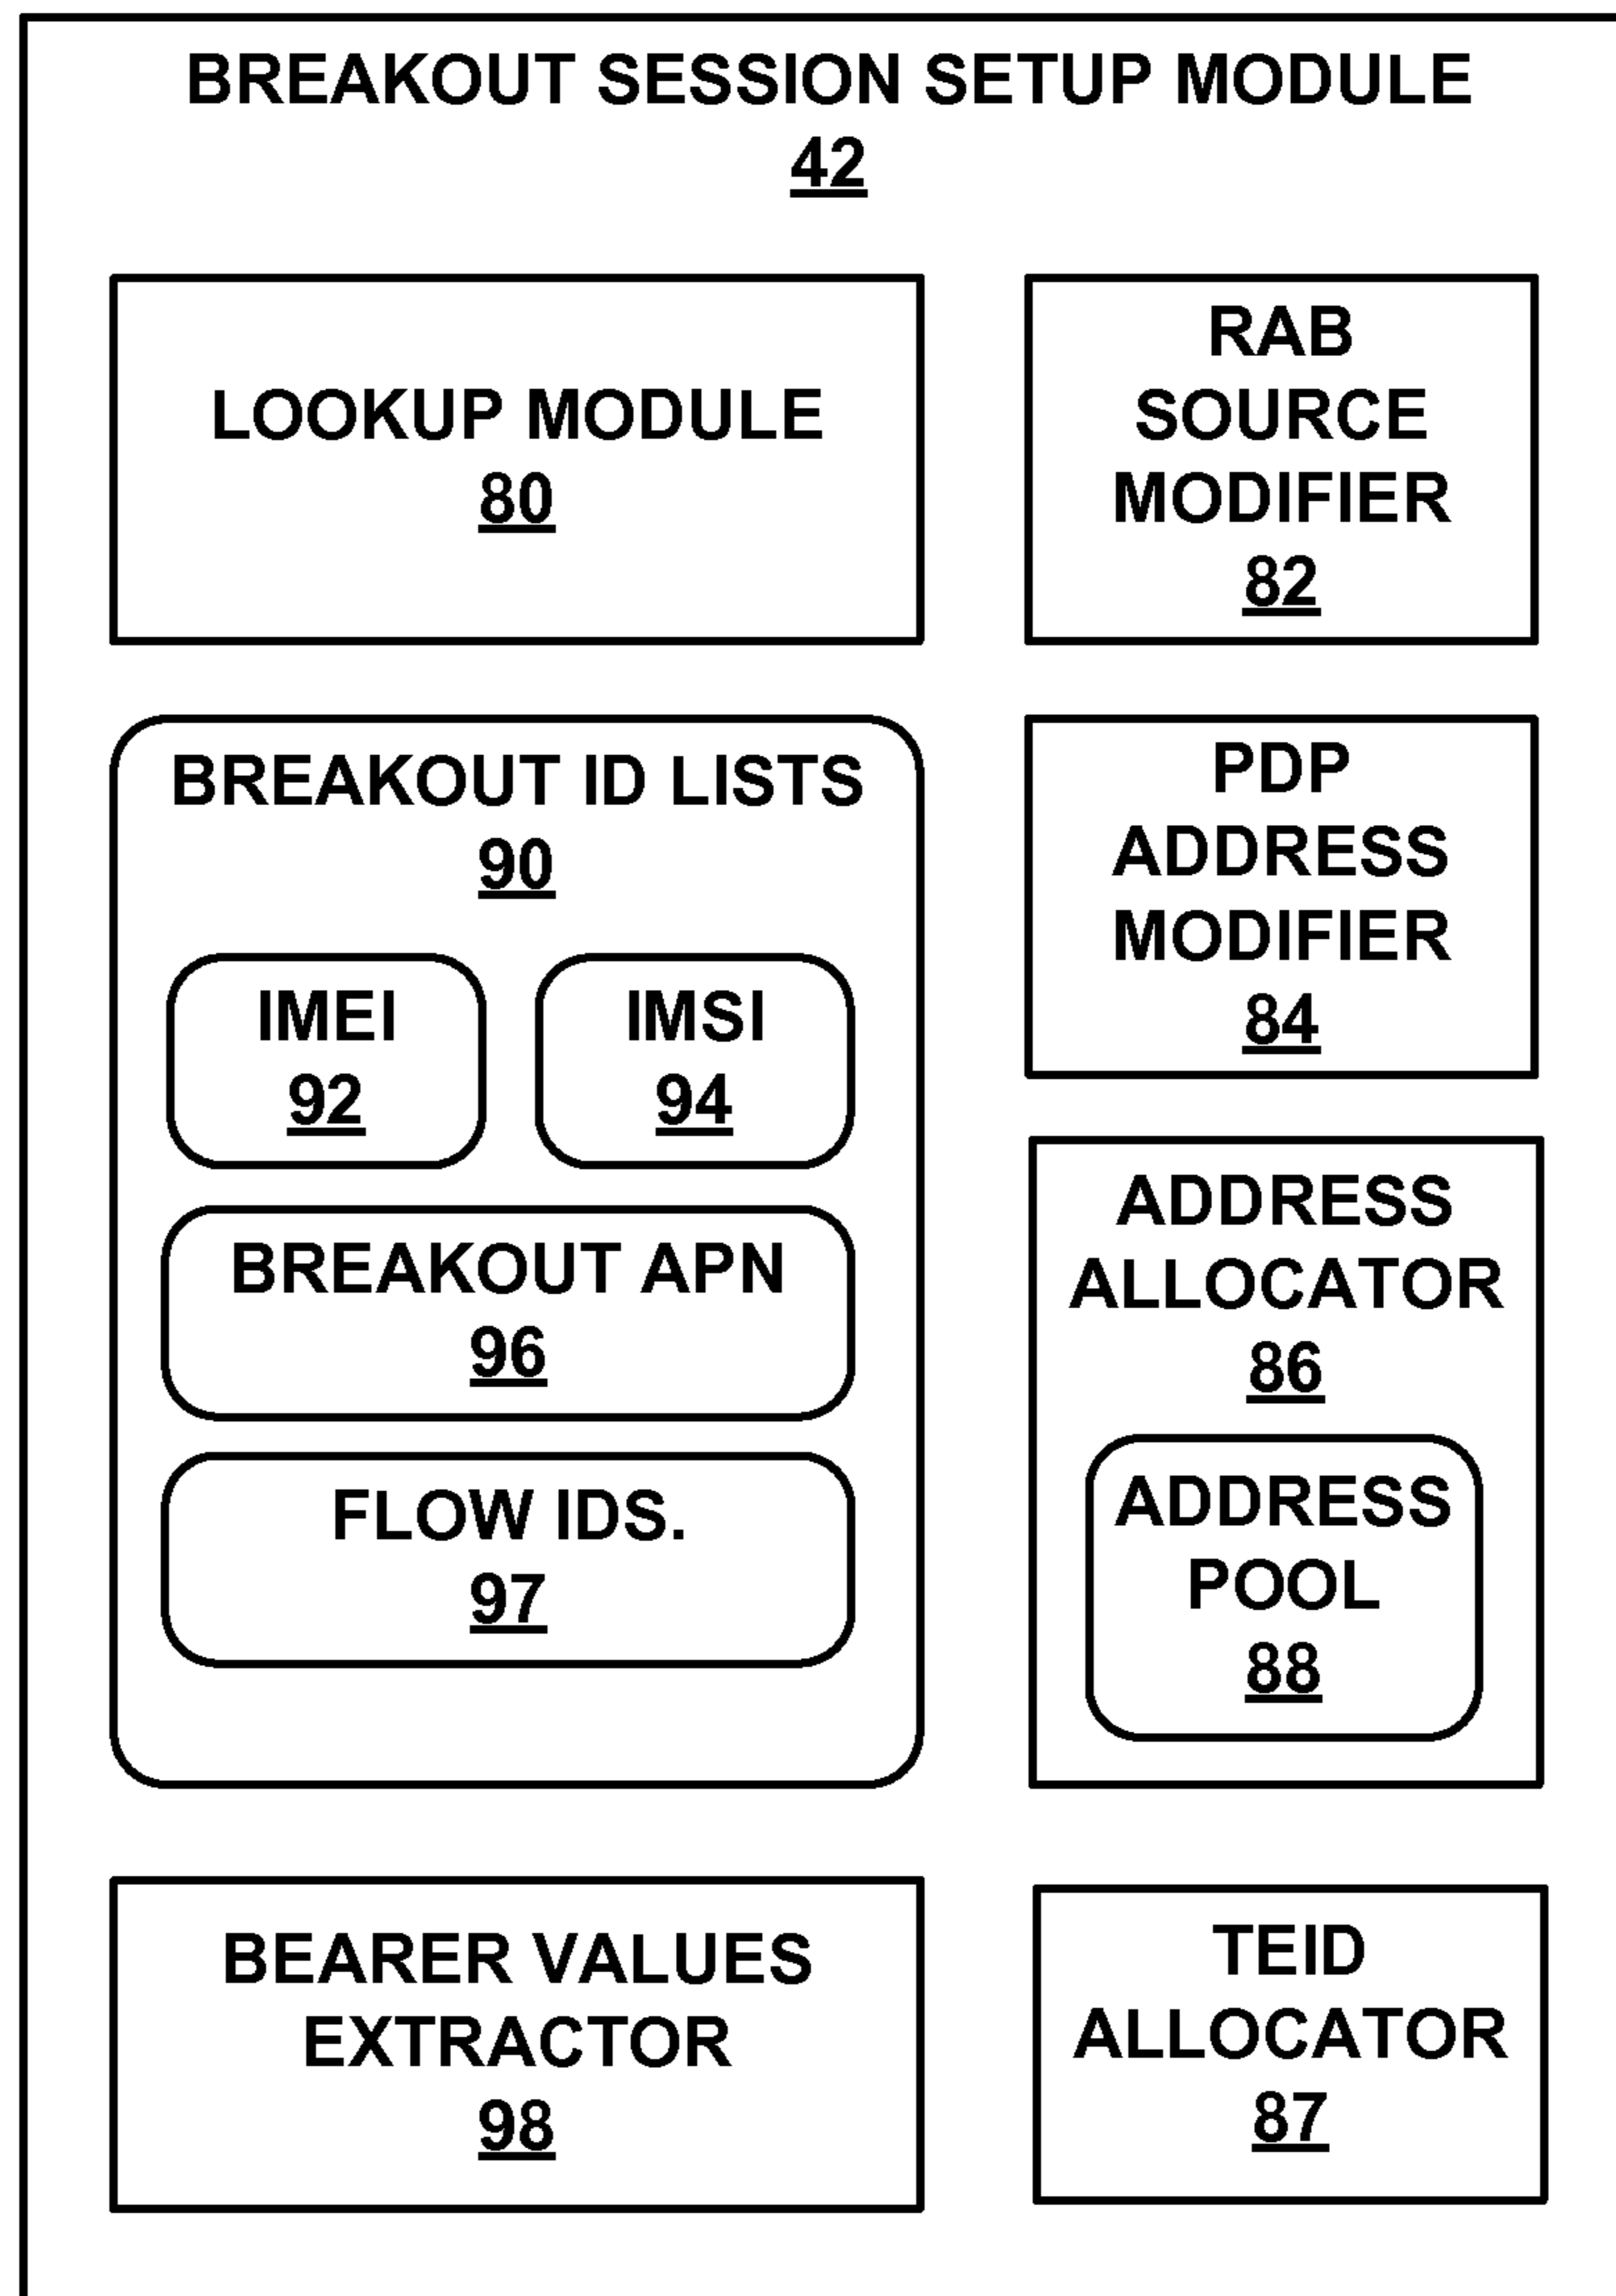 BREAKOUT SESSION SETUP MODULE
42
LOOKUP MODULE
80
RAB
SOURCE
MODIFIER
82
BREAKOUT ID LISTS
90
IMEI
92
IMSI
94
BREAKOUT APN
96
FLOW IDS.
97
PDP
ADDRESS
MODIFIER
84
ADDRESS
ALLOCATOR
86
ADDRESS
POOL
88
BEARER VALUES
EXTRACTOR
98
TEID
ALLOCATOR
87